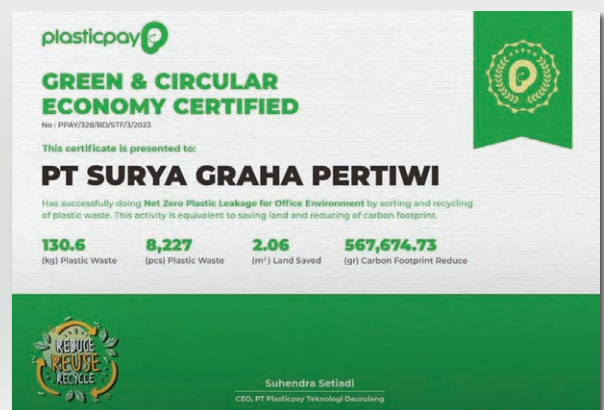 plasticpay
GREEN & CIRCULAR
ECONOMY CERTIFIED
No : PPAY/328/BD/STF/3/2023
This certificate is presented to:
PT SURYA GRAHA PERTIWI
Has successfully doing Net Zero Plastic Leakage for Office Environment by sorting and recycling
of plastic waste. This activity is equivalent to saving land and reducing of carbon footprint.
130.6 8,227 2.06 567,674.73
(kg) Plastic Waste (pcs) Plastic Waste (m²) Land Saved (gr) Carbon Footprint Reduce
REDUCE
REUSE
RECYCLE
Suhendra Setiadi
CEO, PT Plasticpay Teknologi Daurulang